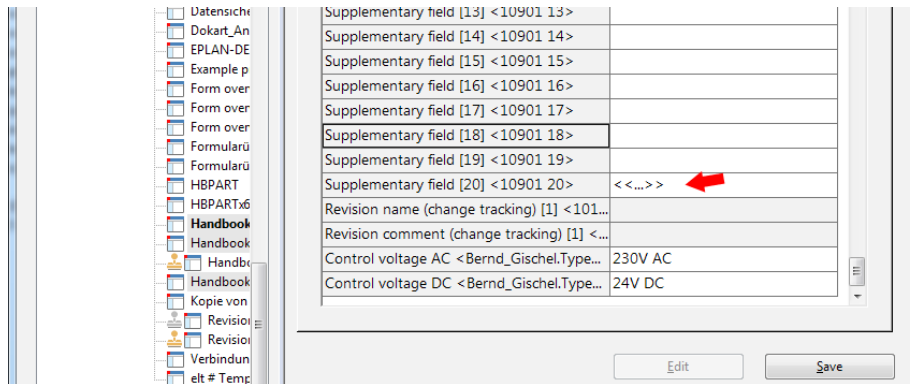 Datensiche
Dokart_An
EPLAN-DE
Example p
Form over
Form over
Form over
Formularü
Formularü
HBPART
HBPARTx6
Handbook
Handbook
Handbo
Handbook
Kopie von
Revision
Revision
Verbindun
elt # Temp
Supplementary field [13] <10901 13>
Supplementary field [14] <10901 14>
Supplementary field [15] <10901 15>
Supplementary field [16] <10901 16>
Supplementary field [17] <10901 17>
Supplementary field [18] <10901 18>
Supplementary field [19] <10901 19>
Supplementary field [20] <10901 20> <<...>>
Revision name (change tracking) [1] <101...
Revision comment (change tracking) [1] <...
Control voltage AC <Bernd_Gischel.Type... 230V AC
Control voltage DC <Bernd_Gischel.Type... 24V DC
Edit Save